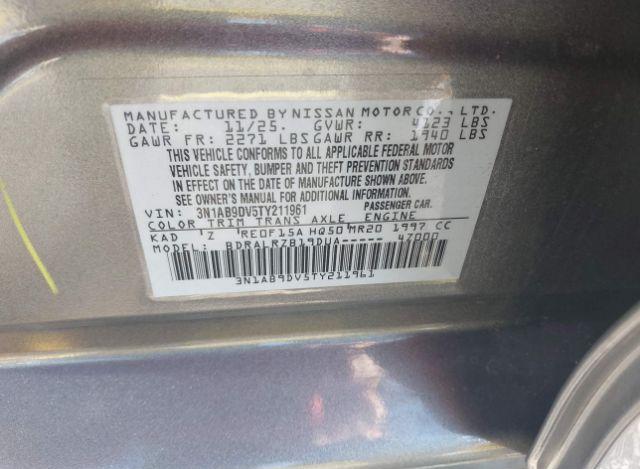 MANUFACTURED BY NISSAN MOTOR CO., LTD.
DATE: 11/25. GVWR: 4123 LBS
GAWR FR: 2271 LBS GAWR RR: 1940 LBS
THIS VEHICLE CONFORMS TO ALL APPLICABLE FEDERAL MOTOR
VEHICLE SAFETY, BUMPER AND THEFT PREVENTION STANDARDS
IN EFFECT ON THE DATE OF MANUFACTURE SHOWN ABOVE.
SEE OWNER'S MANUAL FOR ADDITIONAL INFORMATION.
VIN: 3N1AB9DV5TY211961 PASSENGER CAR.
COLOR TRIM TRANS AXLE ENGINE
KAD 'Z 'RE0F15A HQ50'MR20 1997 CC
MODEL: BDRALRZB19DUA----- 4Z000
3N1AB9DV5TY211961